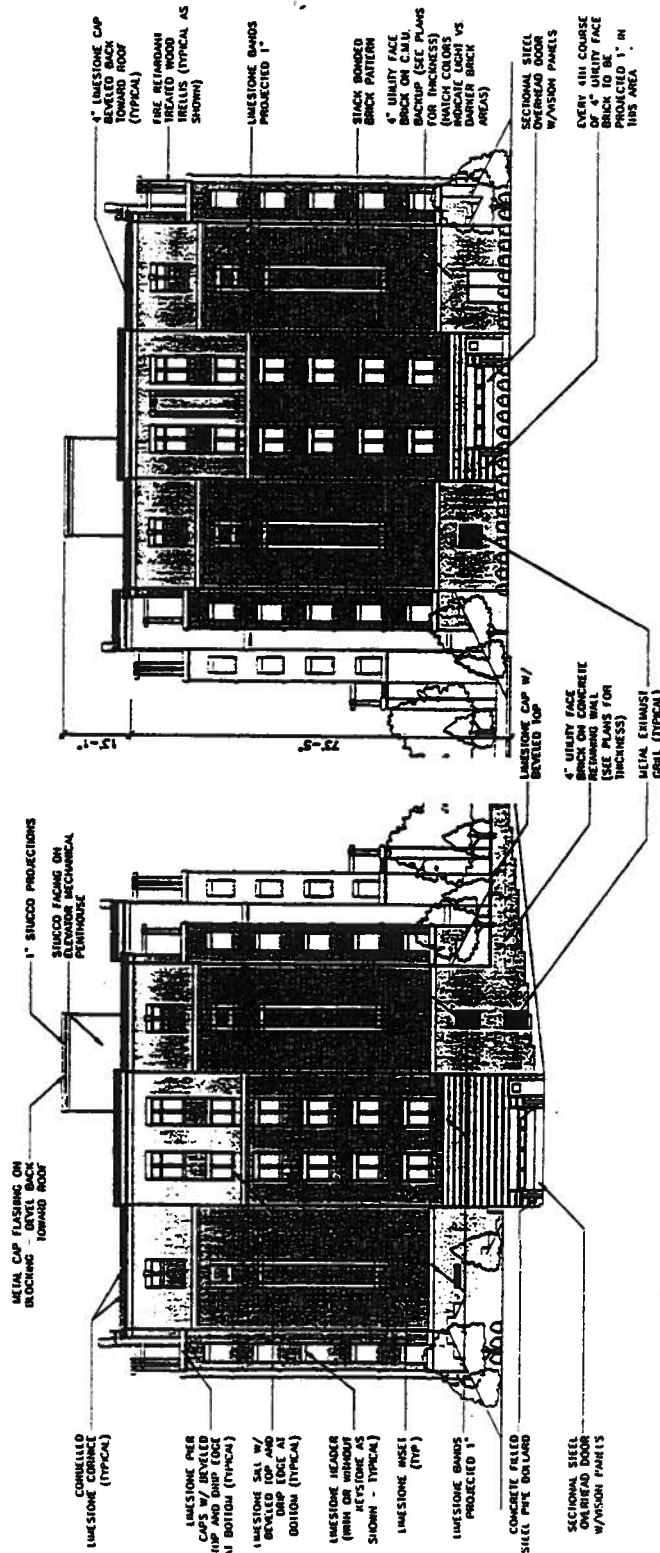 METAL CAP FLASHING ON
BLOCKING - BEVEL BACK
TOWARD ROOF
1" STUCCO PROJECTIONS
STUCCO FACING ON
ELEVATOR MECHANICAL
PENTHOUSE
CORBELLED
LIMESTONE CORNICE
(TYPICAL)
LIMESTONE PIER
CAPS W/ BEVELED
TOP AND DRIP EDGE
AT BOTTOM (TYPICAL)
LIMESTONE SILL W/
BEVELED TOP AND
DRIP EDGE AT
BOTTOM (TYPICAL)
LIMESTONE HEADER
(WITH OR WITHOUT
KEYSTONE AS
SHOWN - TYPICAL)
LIMESTONE INSET
(TYP)
LIMESTONE BANDS
PROJECTED 1"
CONCRETE FILLED
STEEL PIPE BOLLARD
SECTIONAL STEEL
OVERHEAD DOOR
W/VISION PANELS
LIMESTONE CAP W/
BEVELED TOP
4" UTILITY FACE
BRICK ON CONCRETE
RETAINING WALL
(SEE PLANS FOR
THICKNESS)
METAL EXHAUST
GRILL (TYPICAL)
13'-1"
4" LIMESTONE CAP
BEVELED BACK
TOWARD ROOF
(TYPICAL)
FIRE RETARDANT
TREATED WOOD
TRELLIS (TYPICAL AS
SHOWN)
LIMESTONE BANDS
PROJECTED 1"
STACK BONDED
BRICK PATTERN
4" UTILITY FACE
BRICK ON C.M.U.
BACKUP (SEE PLANS
FOR THICKNESS)
(HATCH COLORS
INDICATE LIGHT VS.
DARKER BRICK
AREAS)
SECTIONAL STEEL
OVERHEAD DOOR
W/VISION PANELS
EVERY 4TH COURSE
OF 4" UTILITY FACE
BRICK TO BE
PROJECTED 1" IN
THIS AREA